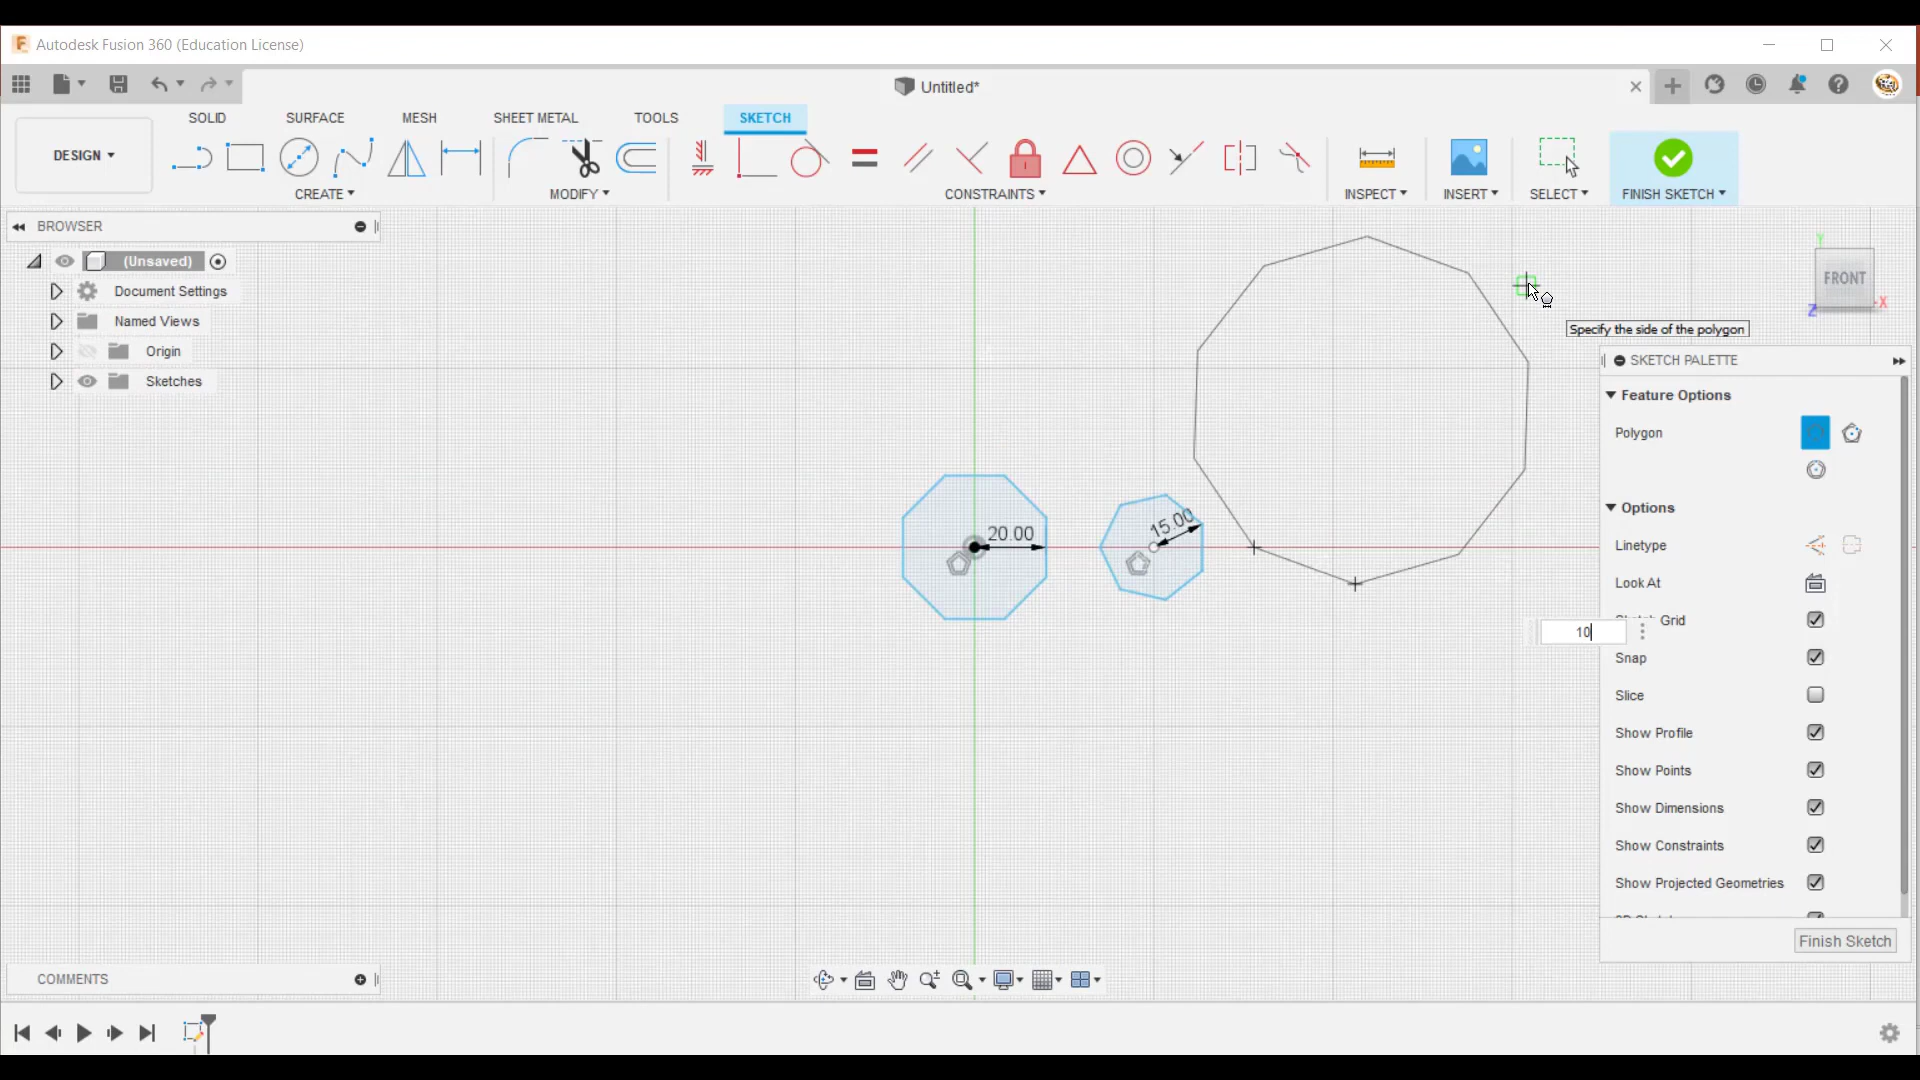 Autodesk Fusion 360 (Education License)
Untitled*
SOLID SURFACE MESH SHEET METAL TOOLS SKETCH
DESIGN
CREATE MODIFY CONSTRAINTS INSPECT INSERT SELECT FINISH SKETCH
BROWSER
(Unsaved)
Document Settings
Named Views
Origin
Sketches
Y
FRONT
X
Z
Specify the side of the polygon
20.00
15.00
10
SKETCH PALETTE
Feature Options
Polygon
Options
Linetype
Look At
Grid
Snap
Slice
Show Profile
Show Points
Show Dimensions
Show Constraints
Show Projected Geometries
Finish Sketch
COMMENTS